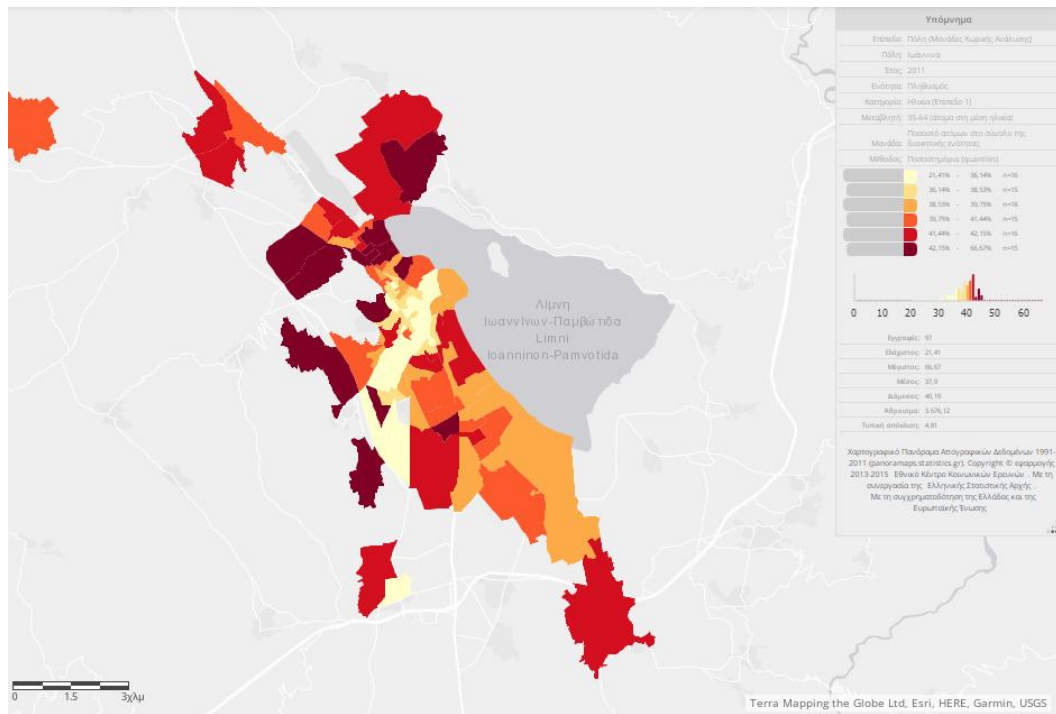 Υπόμνημα
Επίπεδο: Πόλη (Μονάδες Χωρικής Ανάλυσης)
Πόλη: Ιωάννινα
Έτος: 2011
Ενότητα: Πληθυσμός
Κατηγορία: Ηλικία (Επίπεδο 1)
Μεταβλητή: 35-64 (άτομα στη μέση ηλικία)
Ποσοστό ατόμων στο σύνολο της
Μονάδα: διοικητικής ενότητας
Μέθοδος: Ποσοστημόρια (quantiles)
21,41% - 36,14% n=16
36,14% - 38,53% n=15
38,53% - 39,75% n=16
39,75% - 41,44% n=15
41,44% - 42,15% n=16
42,15% - 66,67% n=15
0 10 20 30 40 50 60
Εγγραφές: 97
Ελάχιστος: 21,41
Μέγιστος: 66,67
Μέσος: 37,9
Διάμεσος: 40,19
Άθροισμα: 3 676,12
Τυπική απόκλιση: 4,81
Χαρτογραφικό Πανόραμα Απογραφικών Δεδομένων 1991-
2011 (panoramaps.statistics.gr). Copyright © εφαρμογής
2013-2015 Εθνικό Κέντρο Κοινωνικών Ερευνών . Με τη
συνεργασία της Ελληνικής Στατιστικής Αρχής .
Με τη συγχρηματοδότηση της Ελλάδας και της
Ευρωπαϊκής Ένωσης
Λίμνη
Ιωαννίνων-Παμβώτιδα
Limni
Ioanninon-Pamvotida
0 1.5 3χλμ
Terra Mapping the Globe Ltd, Esri, HERE, Garmin, USGS